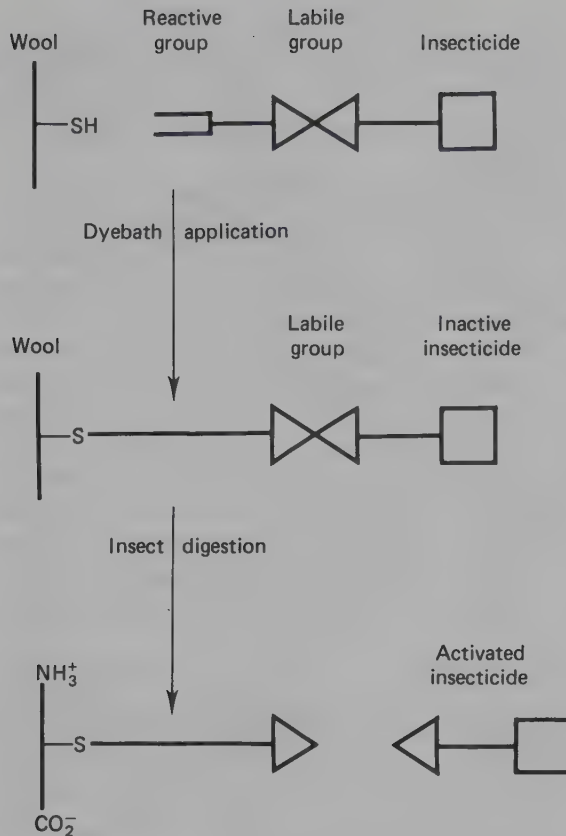 Wool
Reactive group
Labile group
Insecticide
SH
Dyebath application
Wool
Labile group
Inactive insecticide
S
Insect digestion
NH₃⁺
Activated insecticide
S
CO₂⁻